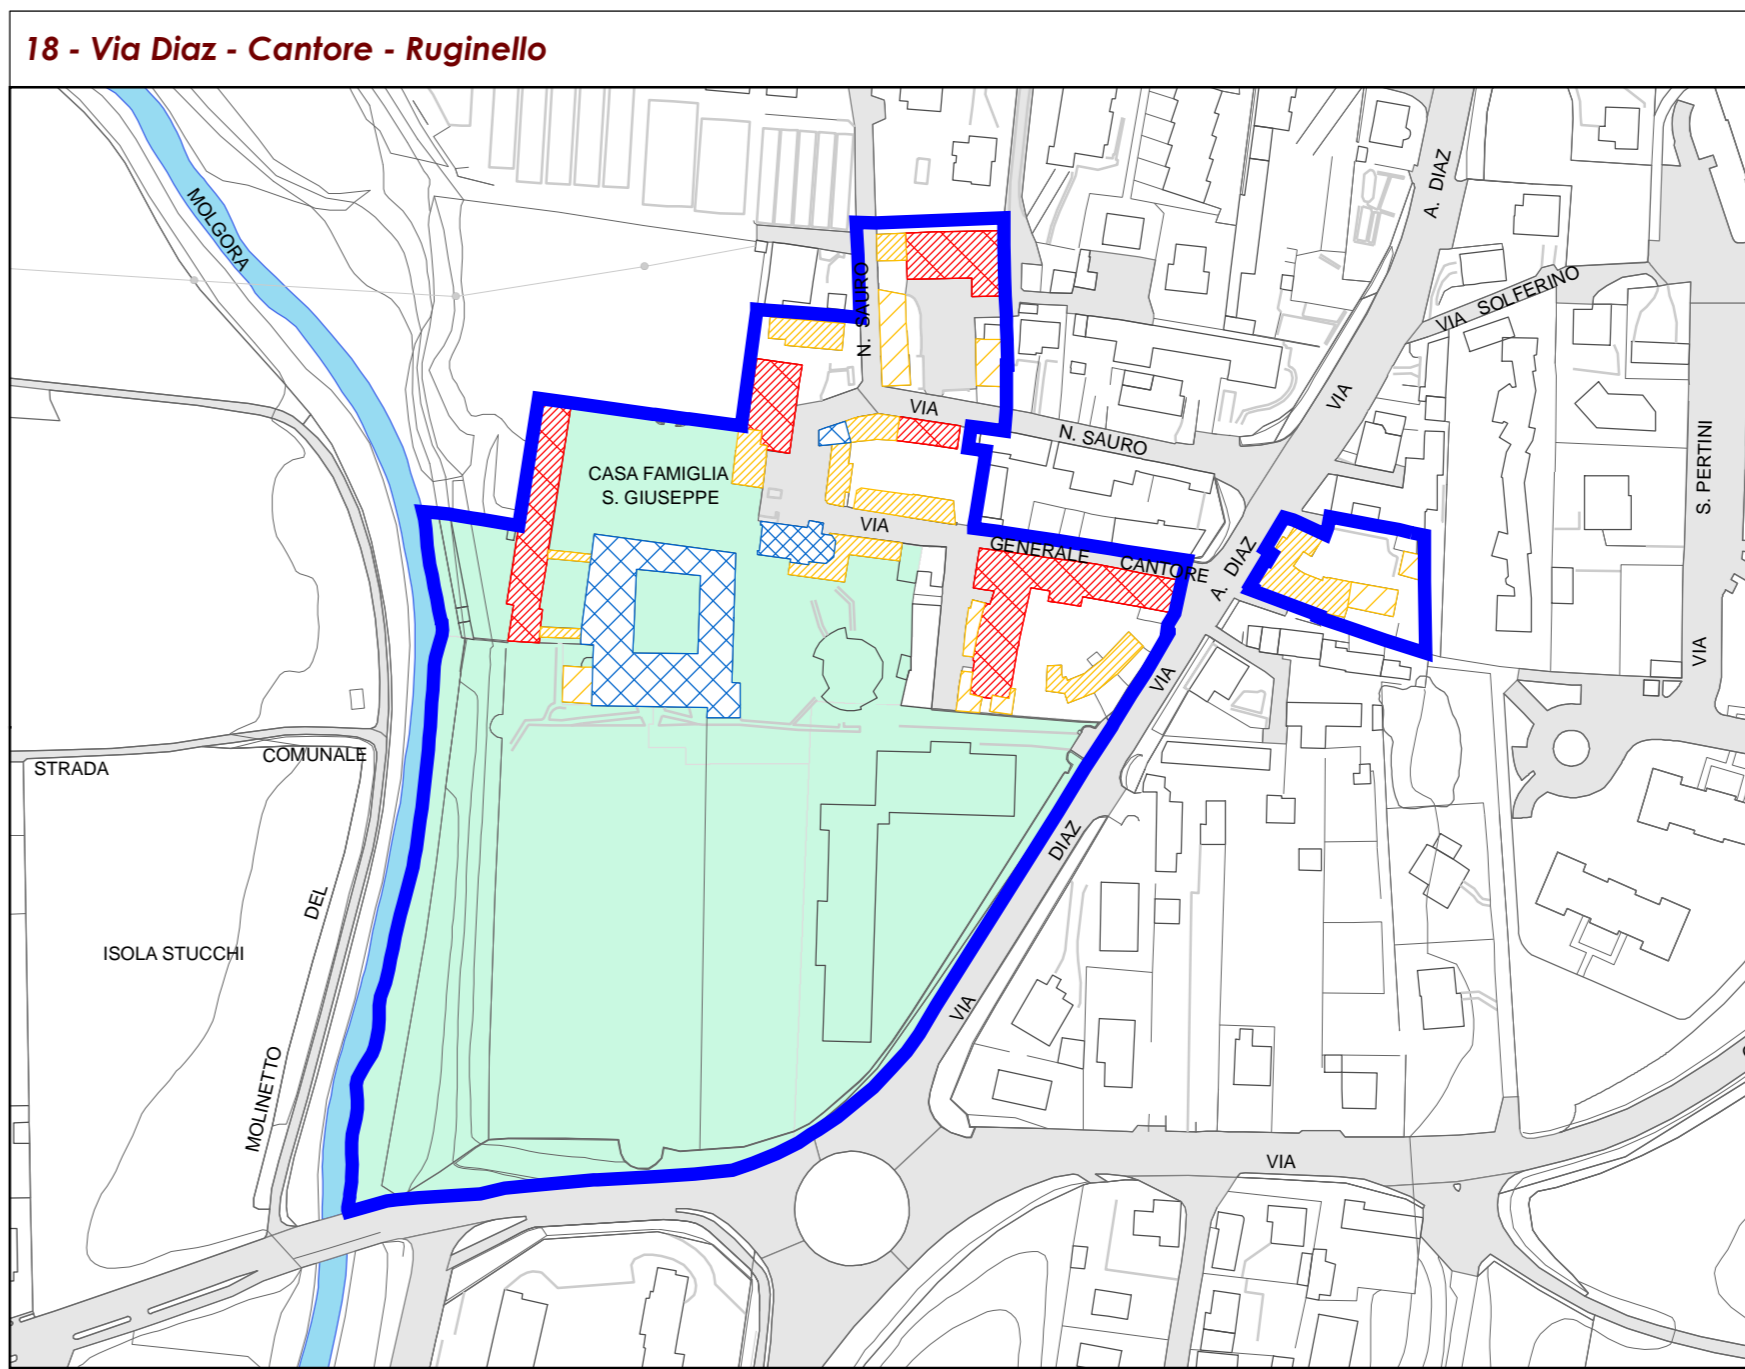 18 - Via Diaz - Cantore - Ruginello
MOLGORA
A. DIAZ
N. SAURO
VIA SOLFERINO
VIA
VIA
N. SAURO
S. PERTINI
CASA FAMIGLIA
S. GIUSEPPE
VIA
GENERALE
CANTORE
A. DIAZ
VIA
VIA
STRADA
COMUNALE
DIAZ
DEL
ISOLA STUCCHI
VIA
MOLINETTO
VIA